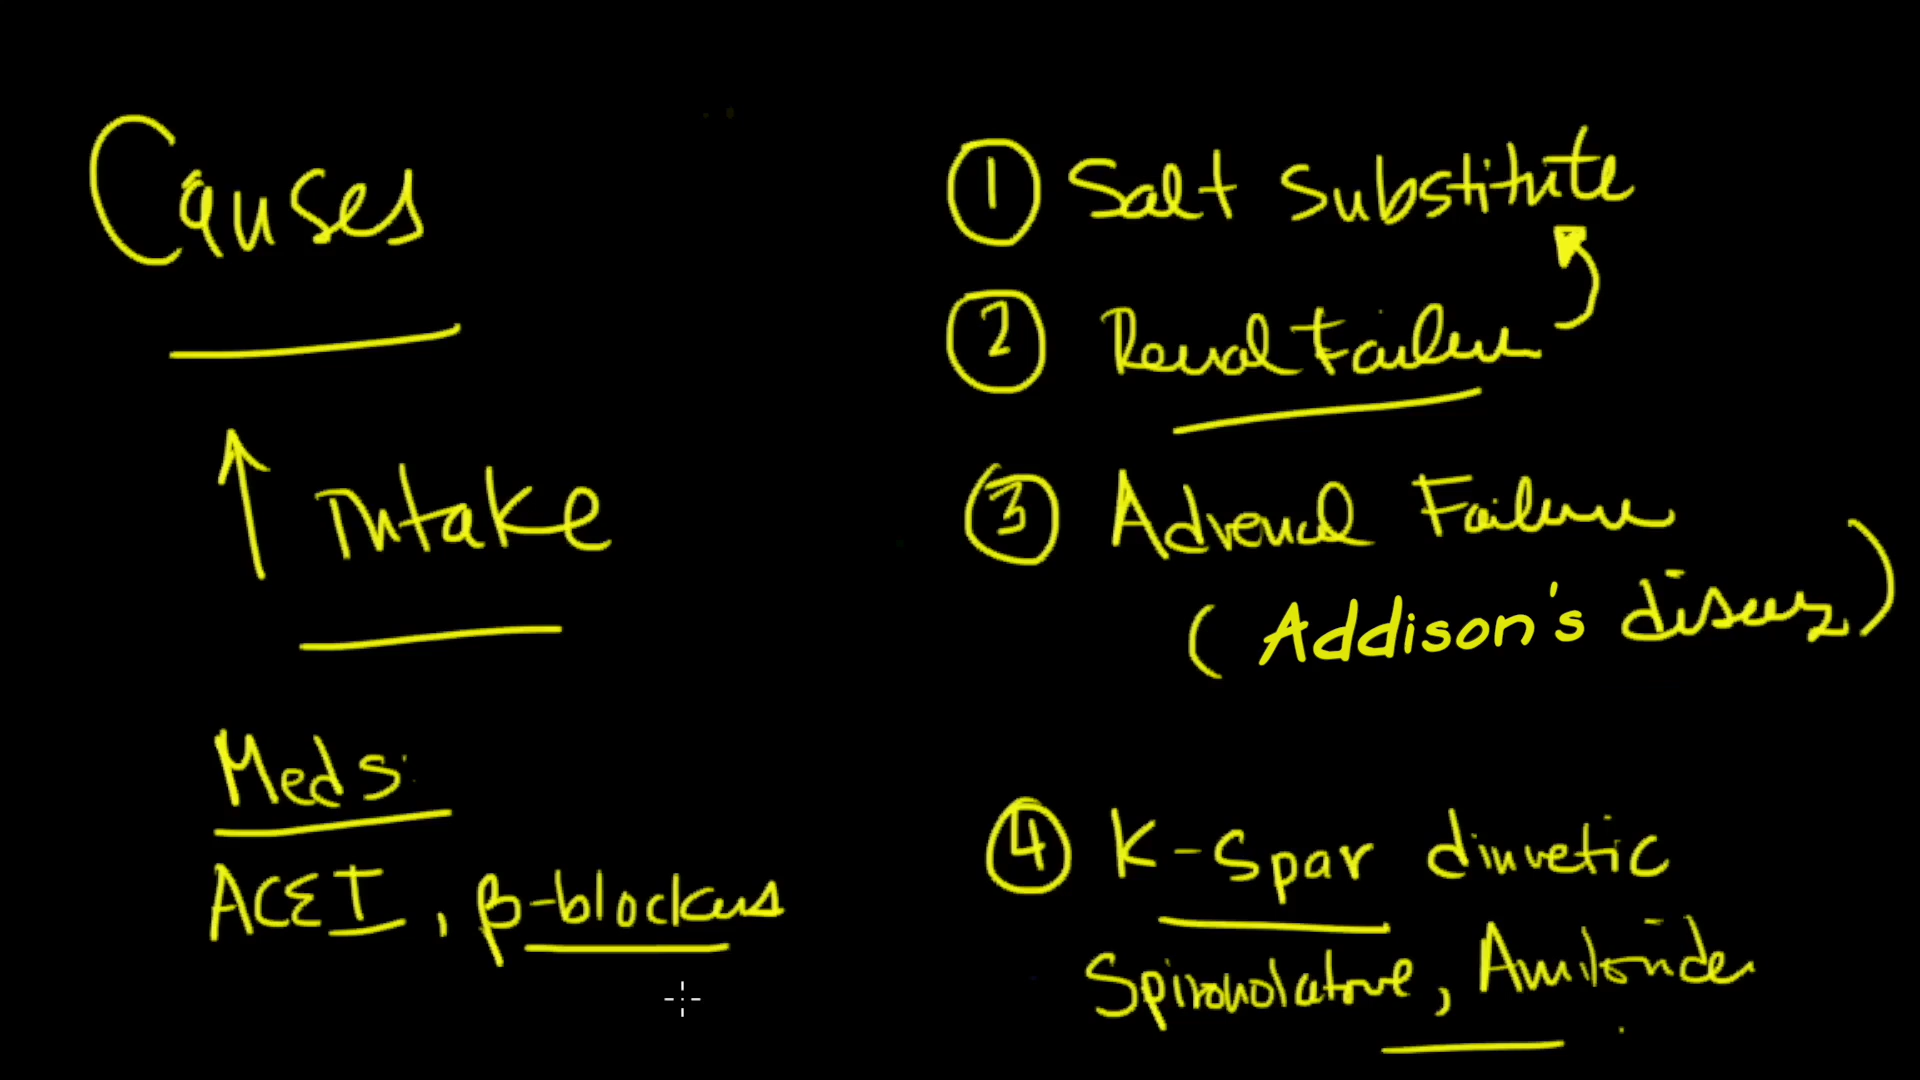 Causes
↑ Intake
Meds:
ACEI, β-blockers
① Salt Substitute
② Renal Failure
③ Adrenal Failure
(Addison's disease)
④ K-Spar diuretic
Spironolactone, Amiloride